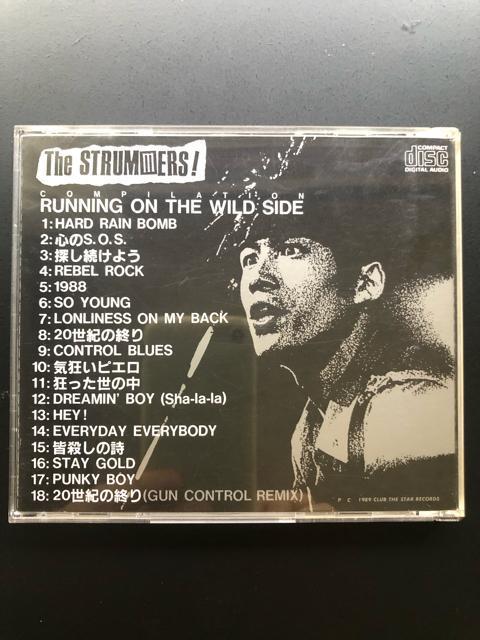 The STRUMMERS!
COMPACT
disc
DIGITAL AUDIO
COMPILATION
RUNNING ON THE WILD SIDE
1: HARD RAIN BOMB
2: 心のS.O.S.
3: 探し続けよう
4: REBEL ROCK
5: 1988
6: SO YOUNG
7: LONLINESS ON MY BACK
8: 20世紀の終り
9: CONTROL BLUES
10: 気狂いピエロ
11: 狂った世の中
12: DREAMIN' BOY (Sha-la-la)
13: HEY!
14: EVERYDAY EVERYBODY
15: 皆殺しの詩
16: STAY GOLD
17: PUNKY BOY
18: 20世紀の終り(GUN CONTROL REMIX)
P C 1989 CLUB THE STAR RECORDS